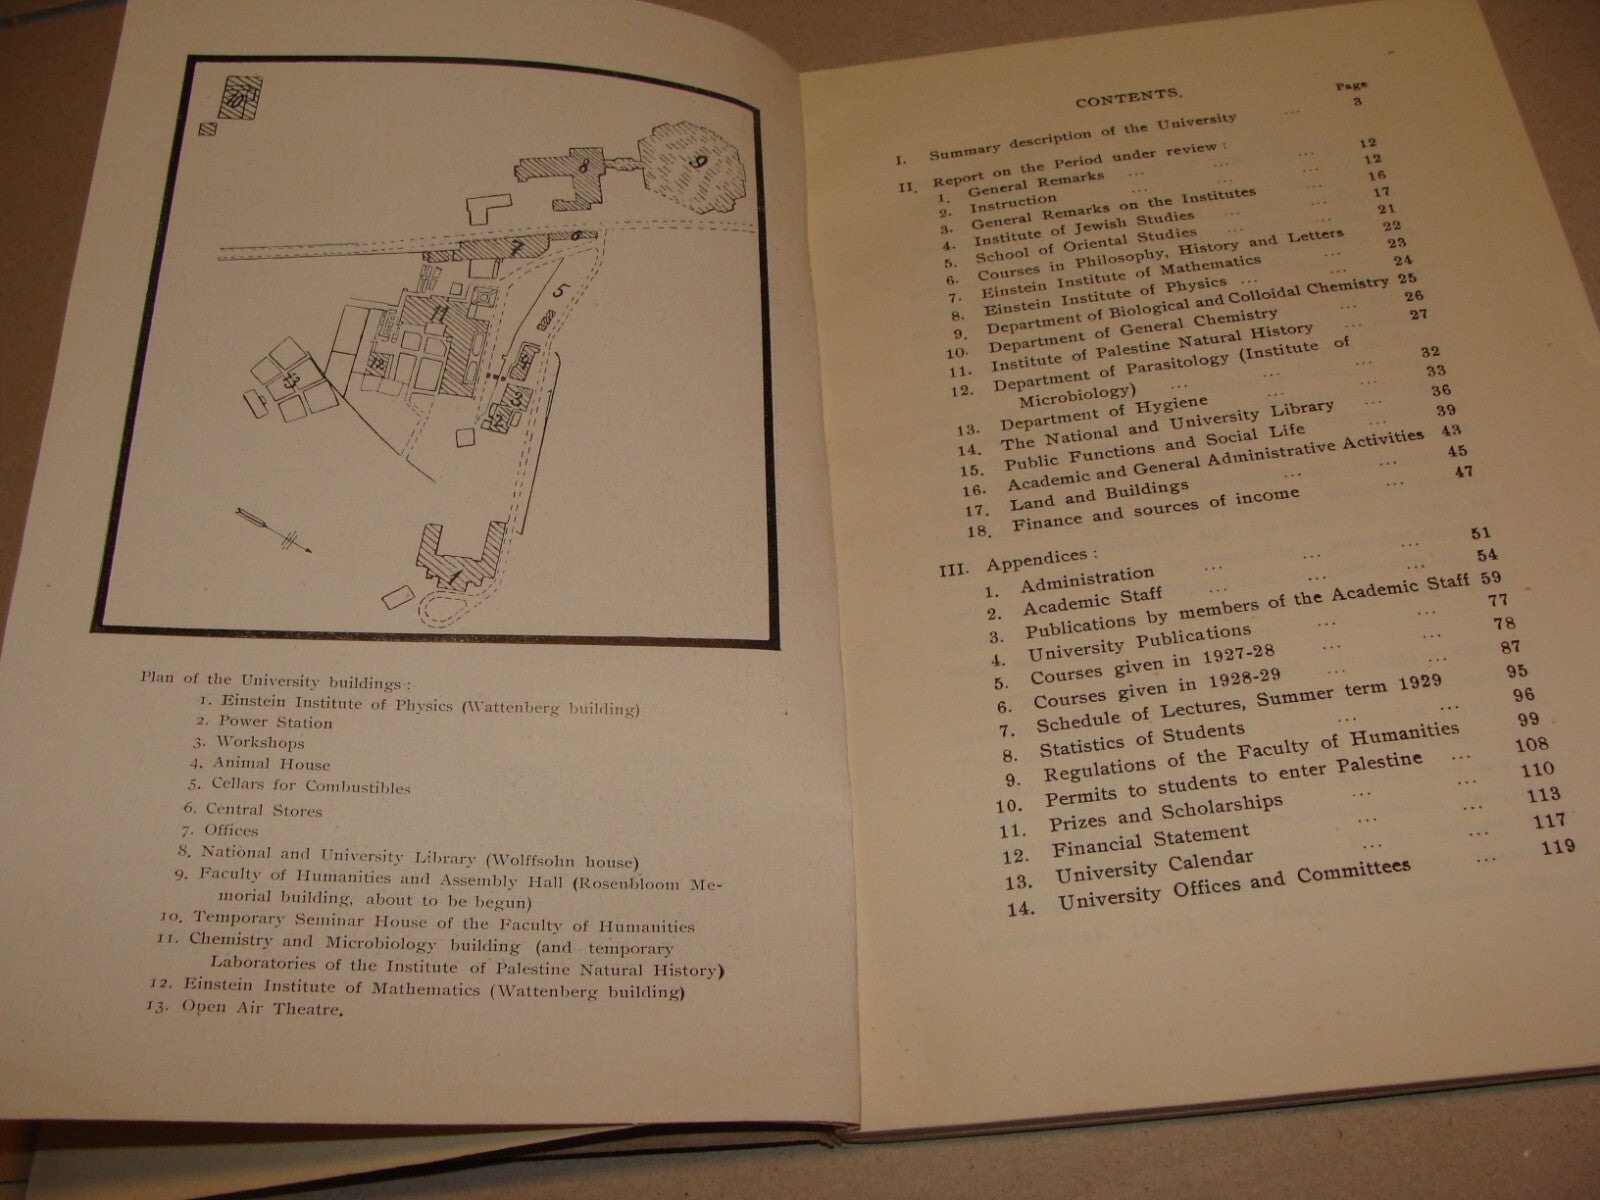 10
8
9
7
6
5
11
12
13
4
3
2
1
Plan of the University buildings :
1. Einstein Institute of Physics (Wattenberg building)
2. Power Station
3. Workshops
4. Animal House
5. Cellars for Combustibles
6. Central Stores
7. Offices
8. National and University Library (Wolffsohn house)
9. Faculty of Humanities and Assembly Hall (Rosenbloom Me-
morial building, about to be begun)
10. Temporary Seminar House of the Faculty of Humanities
11. Chemistry and Microbiology building (and temporary
Laboratories of the Institute of Palestine Natural History)
12. Einstein Institute of Mathematics (Wattenberg building)
13. Open Air Theatre.
CONTENTS.
Page
I. Summary description of the University ... 3
II. Report on the Period under review :
1. General Remarks ... ... ... 12
2. Instruction ... ... ... 12
3. General Remarks on the Institutes ... 16
4. Institute of Jewish Studies ... ... 17
5. School of Oriental Studies ... ... 21
6. Courses in Philosophy, History and Letters 22
7. Einstein Institute of Mathematics ... 23
8. Einstein Institute of Physics ... ... 24
9. Department of Biological and Colloidal Chemistry 25
10. Department of General Chemistry ... 26
11. Institute of Palestine Natural History ... 27
12. Department of Parasitology (Institute of
Microbiology) ... ... ... 32
13. Department of Hygiene ... ... 33
14. The National and University Library ... 36
15. Public Functions and Social Life ... 39
16. Academic and General Administrative Activities 43
17. Land and Buildings ... ... 45
18. Finance and sources of income ... 47
III. Appendices :
1. Administration ... ... ... 51
2. Academic Staff ... ... ... 54
3. Publications by members of the Academic Staff 59
4. University Publications ... ... 77
5. Courses given in 1927-28 ... ... 78
6. Courses given in 1928-29 ... ... 87
7. Schedule of Lectures, Summer term 1929 95
8. Statistics of Students ... ... 96
9. Regulations of the Faculty of Humanities 99
10. Permits to students to enter Palestine ... 108
11. Prizes and Scholarships ... ... 110
12. Financial Statement ... ... 113
13. University Calendar ... ... 117
14. University Offices and Committees ... 119